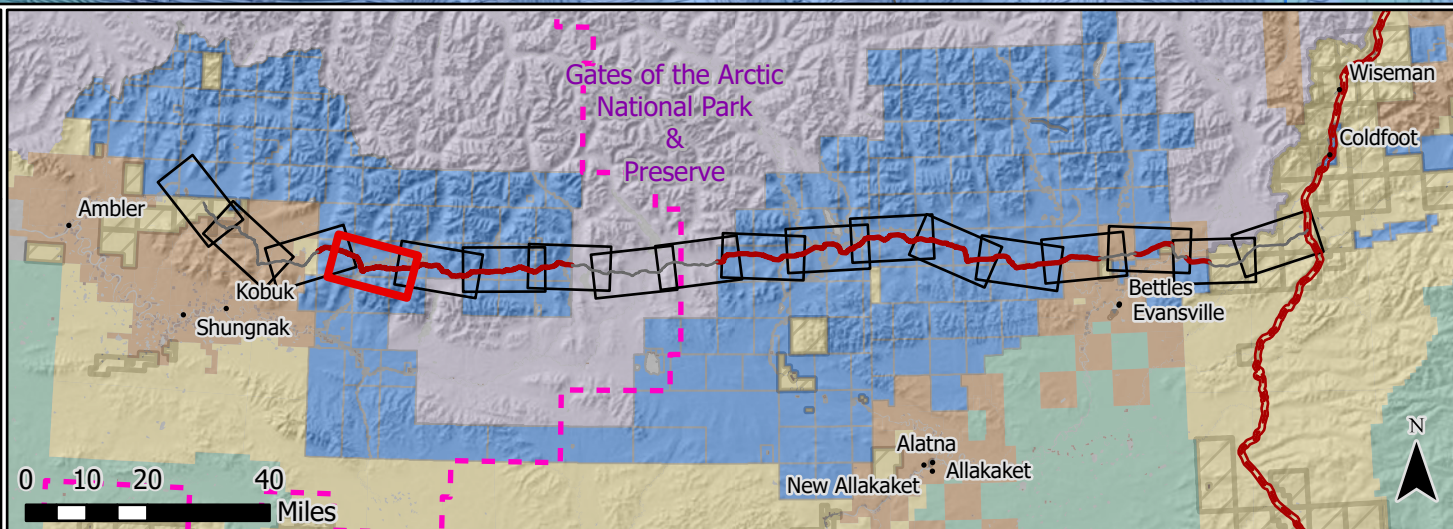 Gates of the Arctic
National Park
&
Preserve
Wiseman
Coldfoot
Ambler
Kobuk
Shungnak
Bettles
Evansville
Alatna
Allakaket
New Allakaket
0 10 20 40
Miles
N